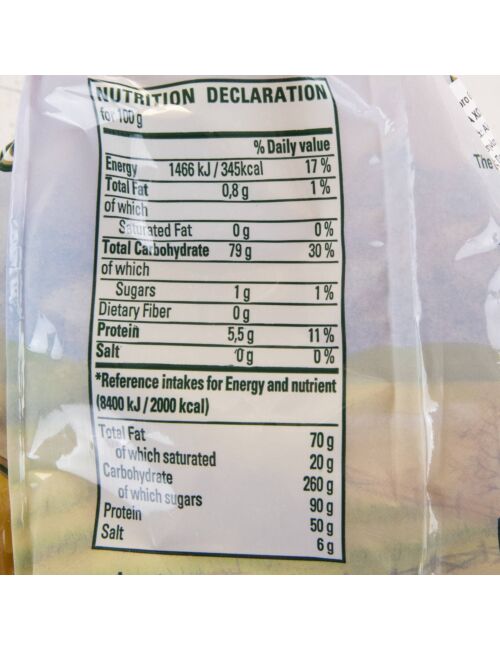 NUTRITION DECLARATION
for 100 g
% Daily value
Energy 1466 kJ / 345kcal 17 %
Total Fat 0,8 g 1 %
of which
Saturated Fat 0 g 0 %
Total Carbohydrate 79 g 30 %
of which
Sugars 1 g 1 %
Dietary Fiber 0 g
Protein 5,5 g 11 %
Salt 0 g 0 %
*Reference intakes for Energy and nutrient
(8400 kJ / 2000 kcal)
Total Fat 70 g
of which saturated 20 g
Carbohydrate 260 g
of which sugars 90 g
Protein 50 g
Salt 6 g
The